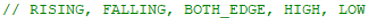 // RISING, FALLING, BOTH_EDGE, HIGH, LOW